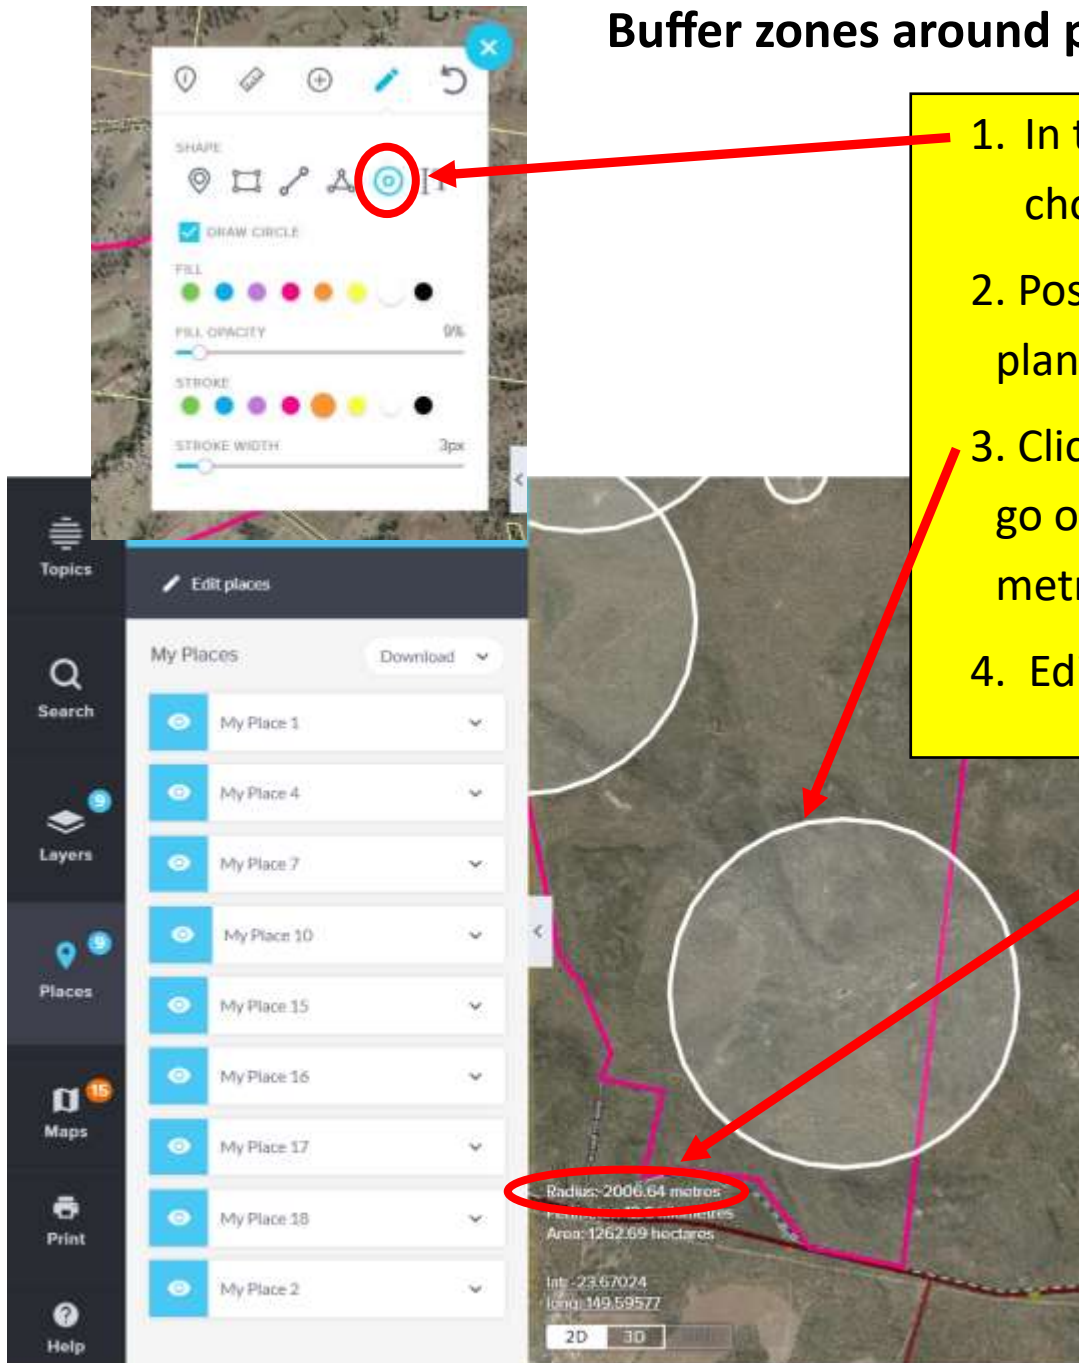 Buffer zones around p
SHAPE
DRAW CIRCLE
FILL
FILL OPACITY 9%
STROKE
STROKE WIDTH 3px
1. In t
cho
2. Pos
plan
3. Clic
go o
metr
4. Ed
Topics
Search
9
Layers
9
Places
15
Maps
Print
Help
Edit places
My Places Download
My Place 1
My Place 4
My Place 7
My Place 10
My Place 15
My Place 16
My Place 17
My Place 18
My Place 2
Radius: 2006.64 metres
Area: 1262.69 hectares
lat: -23.67024
long: 149.59577
2D 3D